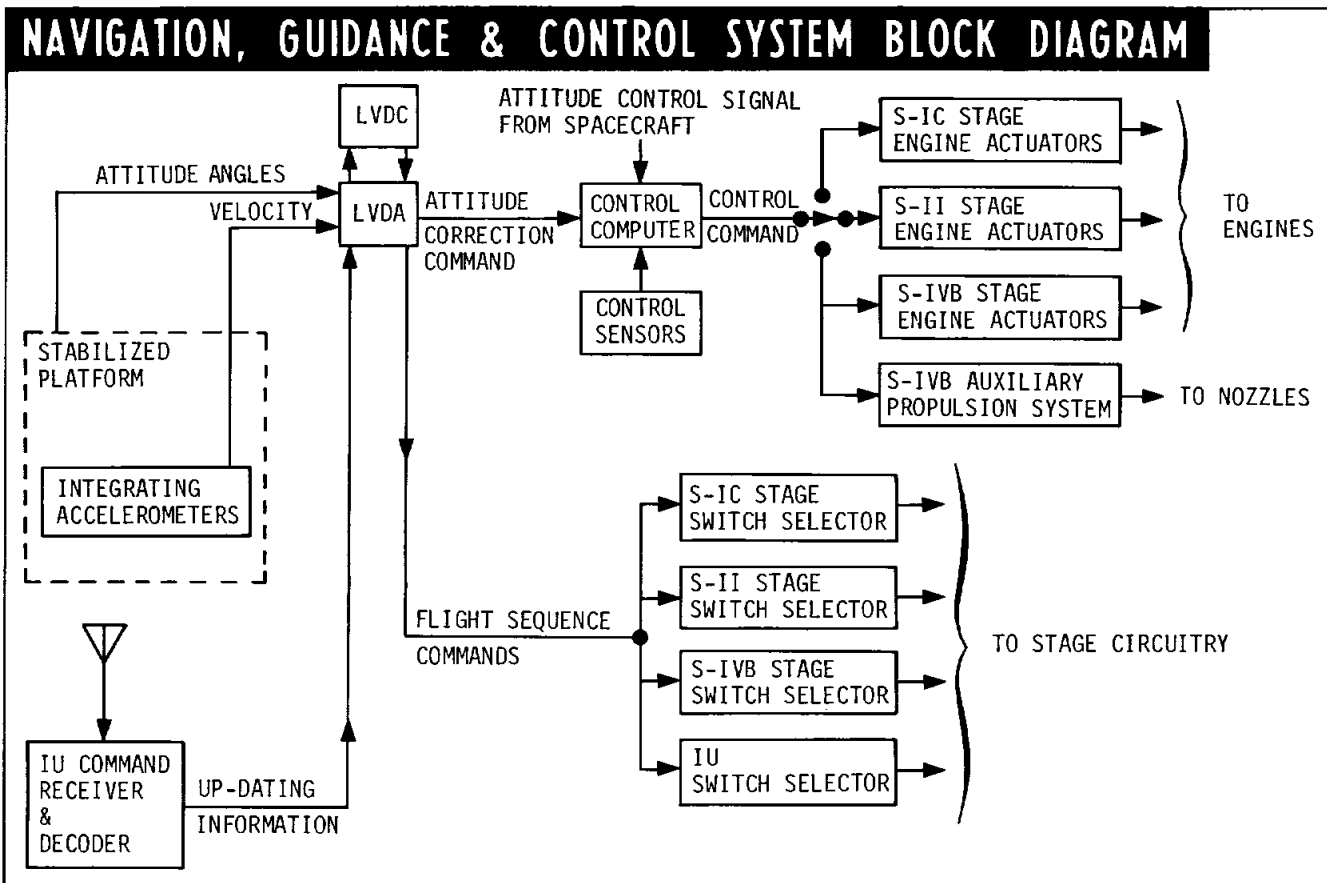 NAVIGATION, GUIDANCE & CONTROL SYSTEM BLOCK DIAGRAM
LVDC
ATTITUDE CONTROL SIGNAL
FROM SPACECRAFT
S-IC STAGE
ENGINE ACTUATORS
ATTITUDE ANGLES
VELOCITY
LVDA
ATTITUDE
CORRECTION
COMMAND
CONTROL
COMPUTER
CONTROL
COMMAND
S-II STAGE
ENGINE ACTUATORS
TO
ENGINES
CONTROL
SENSORS
S-IVB STAGE
ENGINE ACTUATORS
STABILIZED
PLATFORM
S-IVB AUXILIARY
PROPULSION SYSTEM
TO NOZZLES
INTEGRATING
ACCELEROMETERS
S-IC STAGE
SWITCH SELECTOR
S-II STAGE
SWITCH SELECTOR
FLIGHT SEQUENCE
COMMANDS
TO STAGE CIRCUITRY
S-IVB STAGE
SWITCH SELECTOR
IU
SWITCH SELECTOR
IU COMMAND
RECEIVER
&
DECODER
UP-DATING
INFORMATION